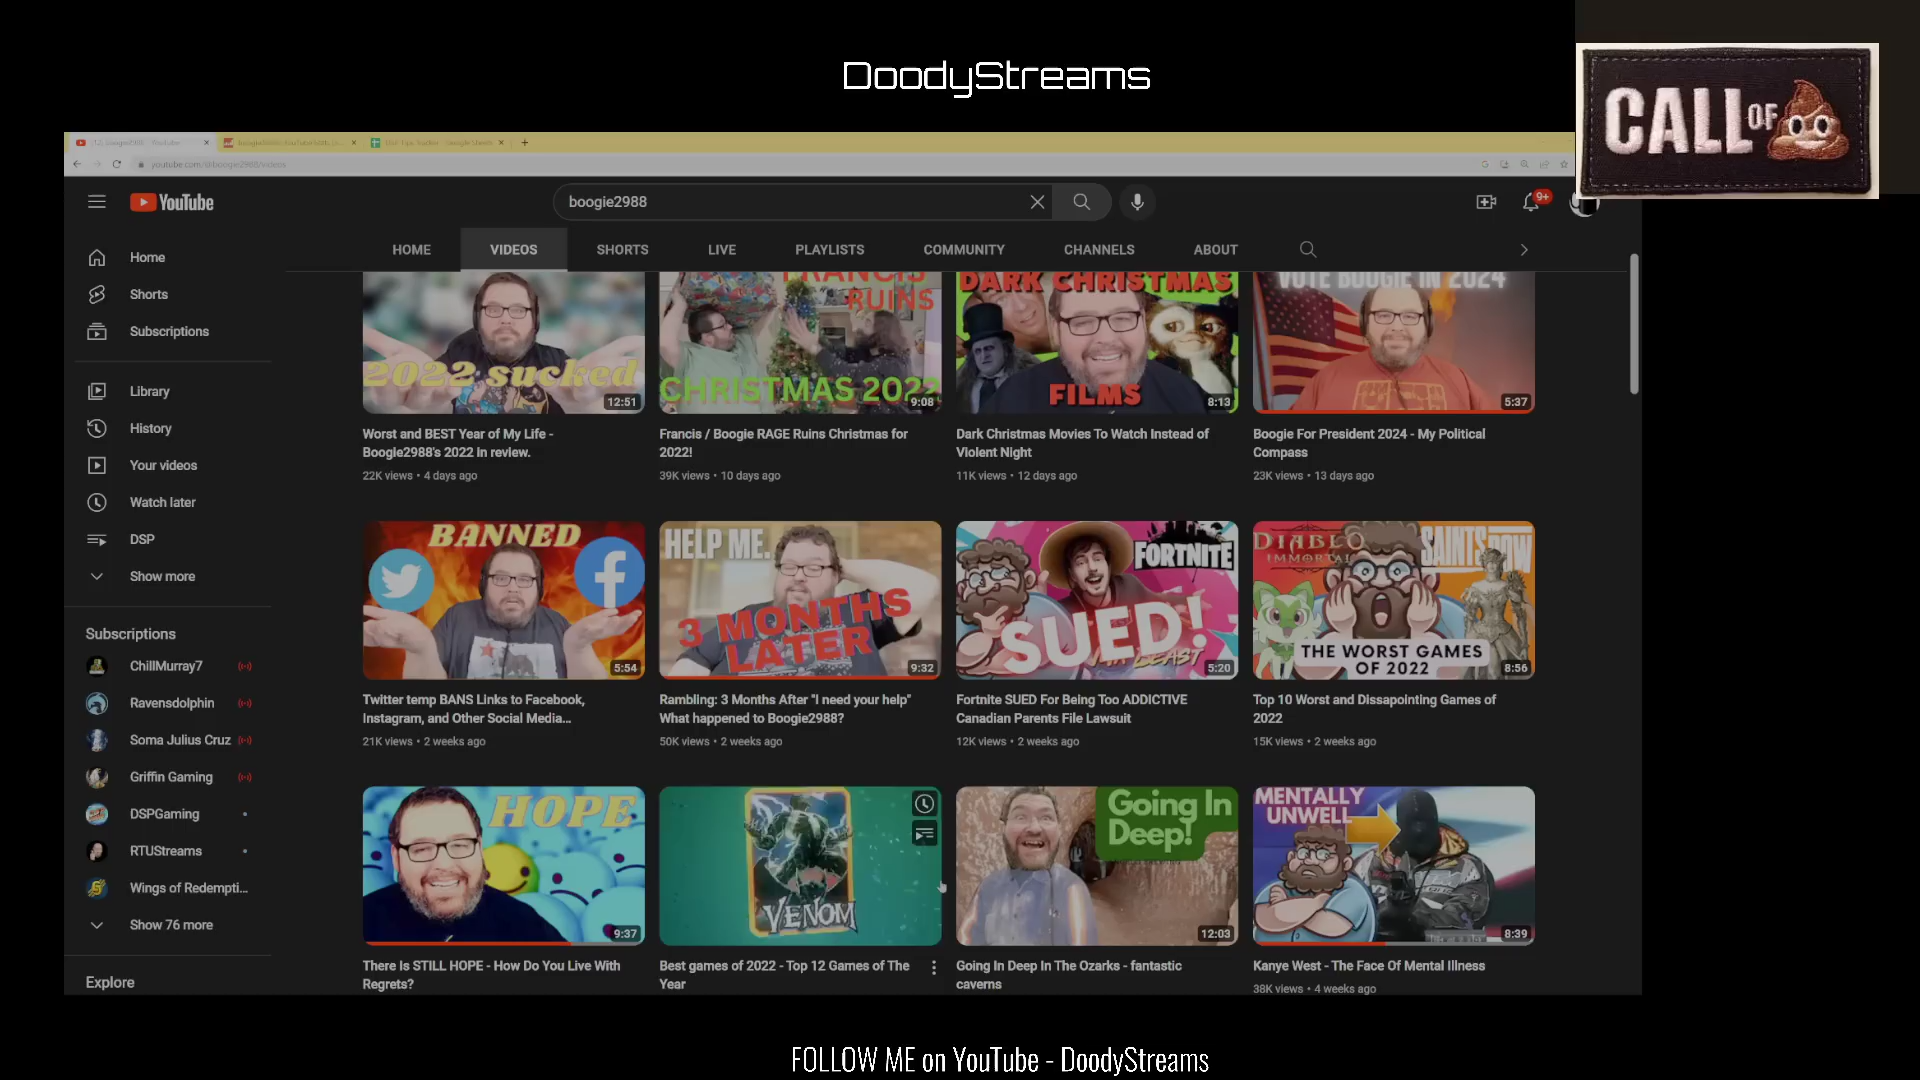 DoodyStreams
CALL OF
youtube.com/@boogie2988/videos
YouTube
boogie2988
9+
HOME VIDEOS SHORTS LIVE PLAYLISTS COMMUNITY CHANNELS ABOUT
Home
Shorts
Subscriptions
Library
History
Your videos
Watch later
DSP
Show more
Subscriptions
ChillMurray7
Ravensdolphin
Soma Julius Cruz
Griffin Gaming
DSPGaming
RTUStreams
Wings of Redempti...
Show 76 more
Explore
2022 sucked
12:51
Worst and BEST Year of My Life -
Boogie2988's 2022 In review.
22K views • 4 days ago
FRANCIS
RUINS
CHRISTMAS 2022
9:08
Francis / Boogie RAGE Ruins Christmas for
2022!
39K views • 10 days ago
DARK CHRISTMAS
FILMS
8:13
Dark Christmas Movies To Watch Instead of
Violent Night
11K views • 12 days ago
VOTE BOOGIE IN 2024
5:37
Boogie For President 2024 - My Political
Compass
23K views • 13 days ago
BANNED
5:54
Twitter temp BANS Links to Facebook,
Instagram, and Other Social Media...
21K views • 2 weeks ago
HELP ME.
3 MONTHS
LATER
9:32
Rambling: 3 Months After "I need your help"
What happened to Boogie2988?
50K views • 2 weeks ago
FORTNITE
SUED!
5:20
Fortnite SUED For Being Too ADDICTIVE
Canadian Parents File Lawsuit
12K views • 2 weeks ago
DIABLO
IMMORTAL
SAINTS ROW
THE WORST GAMES
OF 2022
8:56
Top 10 Worst and Dissapointing Games of
2022
15K views • 2 weeks ago
HOPE
9:37
There Is STILL HOPE - How Do You Live With
Regrets?
VENOM
Best games of 2022 - Top 12 Games of The
Year
Going In
Deep!
12:03
Going In Deep In The Ozarks - fantastic
caverns
MENTALLY
UNWELL
8:39
Kanye West - The Face Of Mental Illness
38K views • 4 weeks ago
FOLLOW ME on YouTube - DoodyStreams